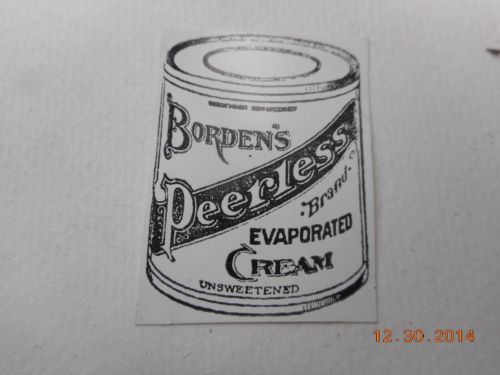 BORDEN'S
Peerless
Brand
EVAPORATED
CREAM
UNSWEETENED
12.30.2014